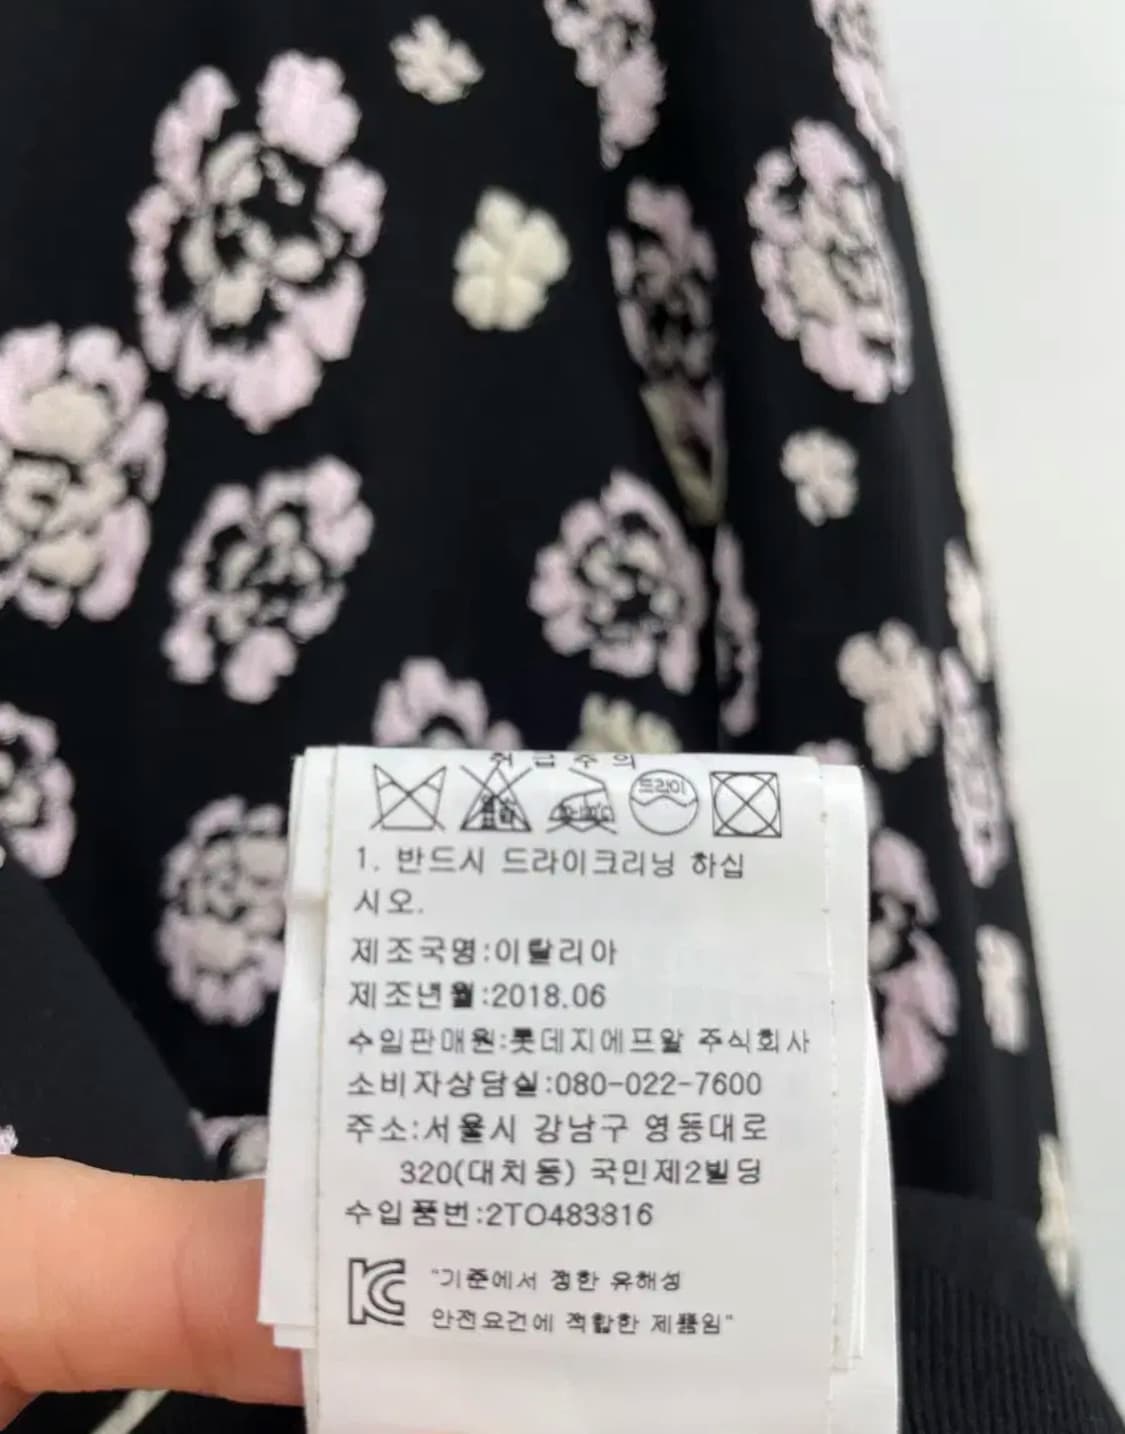 취급주의
드라이
1. 반드시 드라이크리닝 하십
시오.
제조국명:이탈리아
제조년월:2018.06
수입판매원:롯데지에프알 주식회사
소비자상담실:080-022-7600
주소:서울시 강남구 영동대로
320(대치동) 국민제2빌딩
수입품번:2TO483816
KC
"기준에서 정한 유해성
안전요건에 적합한 제품임"